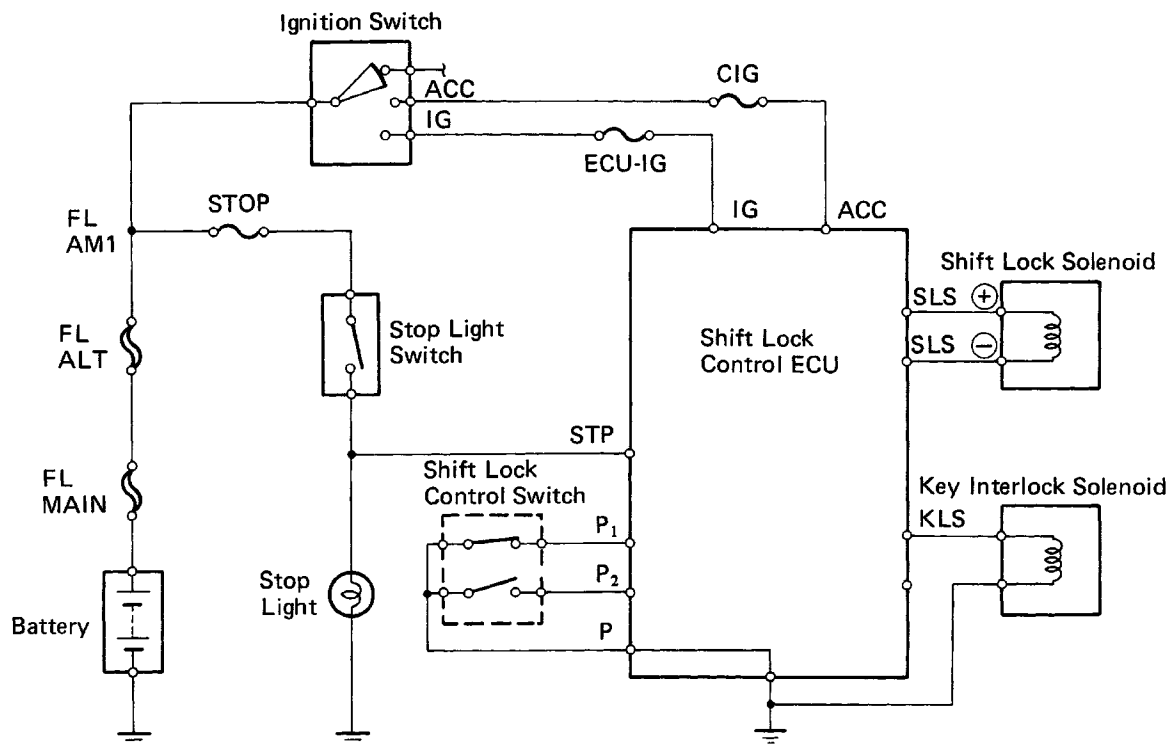 Ignition Switch
ACC
IG
CIG
ECU-IG
FL
AM1
STOP
IG
ACC
Shift Lock Solenoid
SLS +
SLS −
FL
ALT
Stop Light
Switch
Shift Lock
Control ECU
STP
FL
MAIN
Shift Lock
Control Switch
Key Interlock Solenoid
KLS
P₁
P₂
P
Stop
Light
Battery